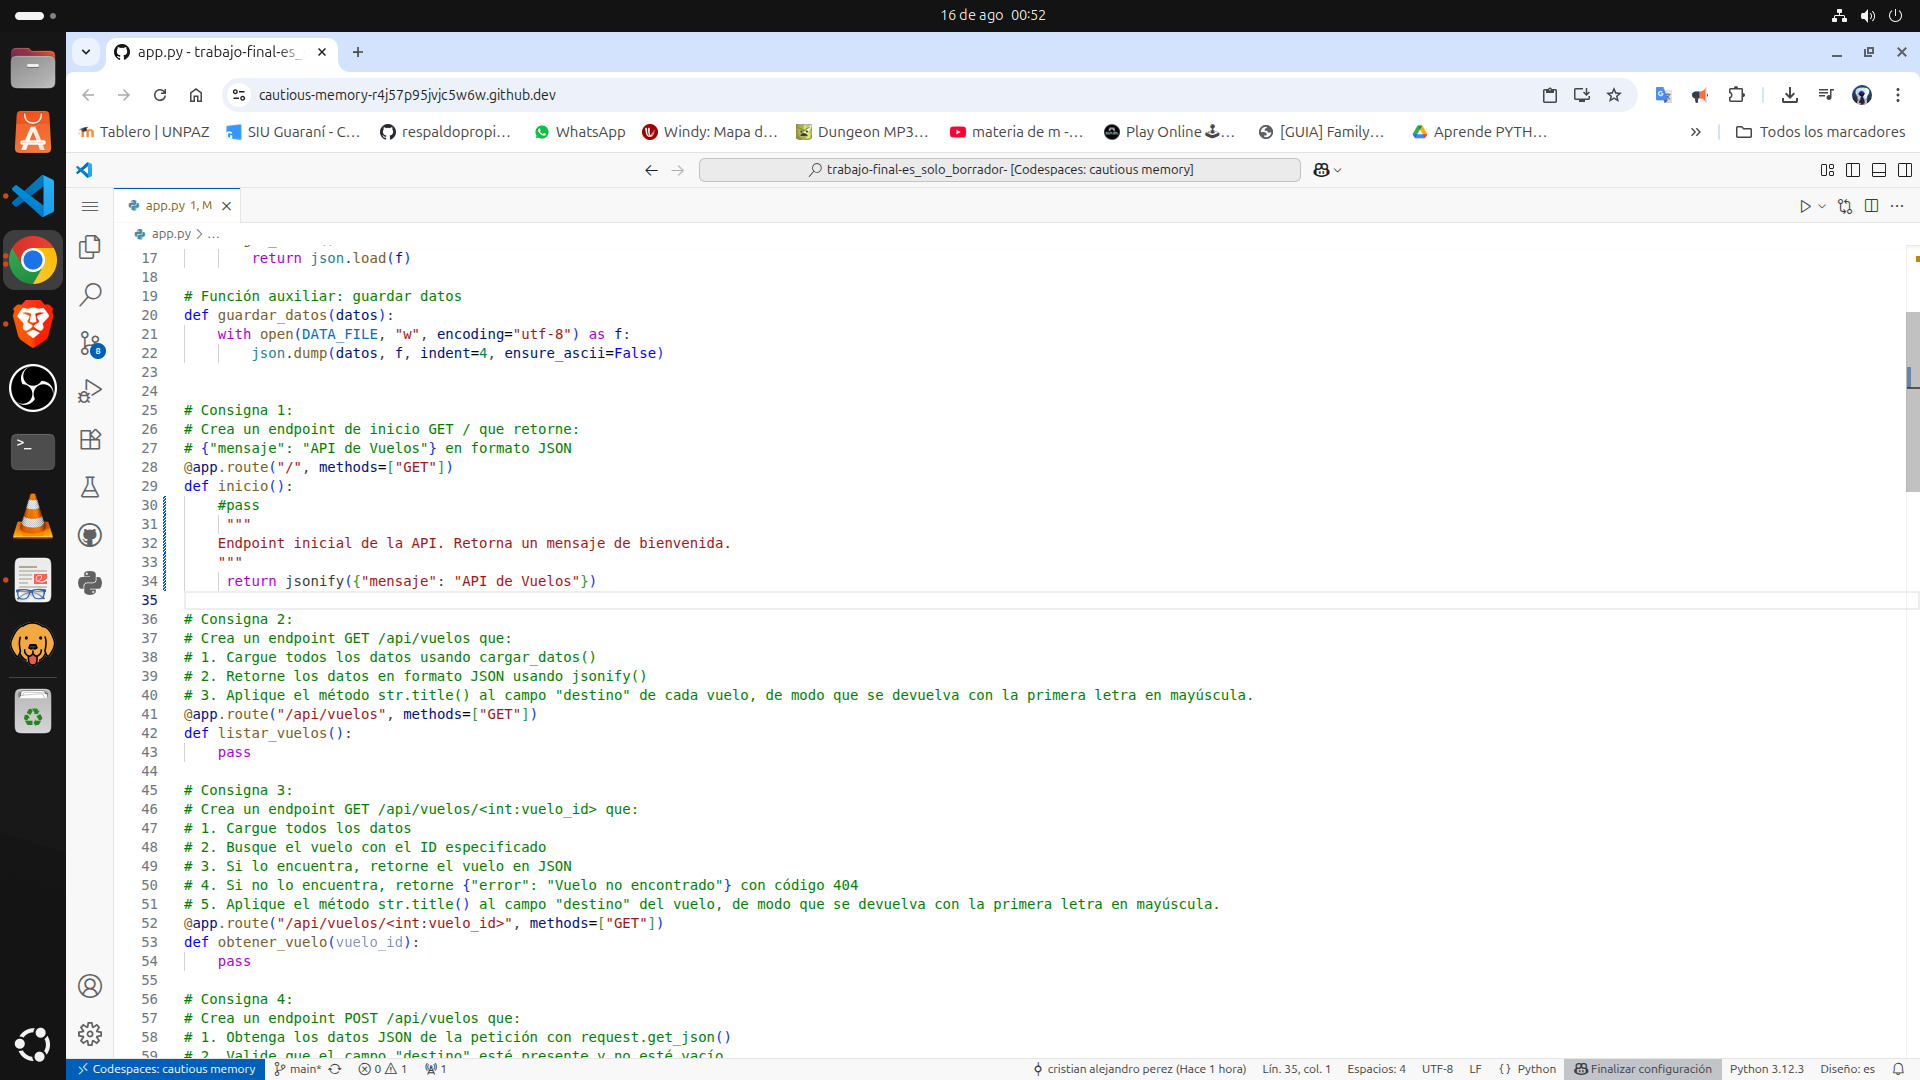 16 de ago 00:52
app.py - trabajo-final-es_
cautious-memory-r4j57p95jvjc5w6w.github.dev
Tablero | UNPAZ
SIU Guaraní - C...
respaldopropi...
WhatsApp
Windy: Mapa d...
Dungeon MP3...
materia de m -...
Play Online 🕹️...
[GUIA] Family...
Aprende PYTH...
Todos los marcadores
trabajo-final-es_solo_borrador- [Codespaces: cautious memory]
app.py 1, M
app.py > ...
17 return json.load(f)
18
19 # Función auxiliar: guardar datos
20 def guardar_datos(datos):
21 with open(DATA_FILE, "w", encoding="utf-8") as f:
22 json.dump(datos, f, indent=4, ensure_ascii=False)
23
24
25 # Consigna 1:
26 # Crea un endpoint de inicio GET / que retorne:
27 # {"mensaje": "API de Vuelos"} en formato JSON
28 @app.route("/", methods=["GET"])
29 def inicio():
30 #pass
31 """
32 Endpoint inicial de la API. Retorna un mensaje de bienvenida.
33 """
34 return jsonify({"mensaje": "API de Vuelos"})
35
36 # Consigna 2:
37 # Crea un endpoint GET /api/vuelos que:
38 # 1. Cargue todos los datos usando cargar_datos()
39 # 2. Retorne los datos en formato JSON usando jsonify()
40 # 3. Aplique el método str.title() al campo "destino" de cada vuelo, de modo que se devuelva con la primera letra en mayúscula.
41 @app.route("/api/vuelos", methods=["GET"])
42 def listar_vuelos():
43 pass
44
45 # Consigna 3:
46 # Crea un endpoint GET /api/vuelos/<int:vuelo_id> que:
47 # 1. Cargue todos los datos
48 # 2. Busque el vuelo con el ID especificado
49 # 3. Si lo encuentra, retorne el vuelo en JSON
50 # 4. Si no lo encuentra, retorne {"error": "Vuelo no encontrado"} con código 404
51 # 5. Aplique el método str.title() al campo "destino" del vuelo, de modo que se devuelva con la primera letra en mayúscula.
52 @app.route("/api/vuelos/<int:vuelo_id>", methods=["GET"])
53 def obtener_vuelo(vuelo_id):
54 pass
55
56 # Consigna 4:
57 # Crea un endpoint POST /api/vuelos que:
58 # 1. Obtenga los datos JSON de la petición con request.get_json()
59 # 2. Valide que el campo "destino" esté presente y no esté vacío
8
Codespaces: cautious memory
main*
0 1
1
cristian alejandro perez (Hace 1 hora)
Lín. 35, col. 1
Espacios: 4
UTF-8
LF
{ } Python
Finalizar configuración
Python 3.12.3
Diseño: es